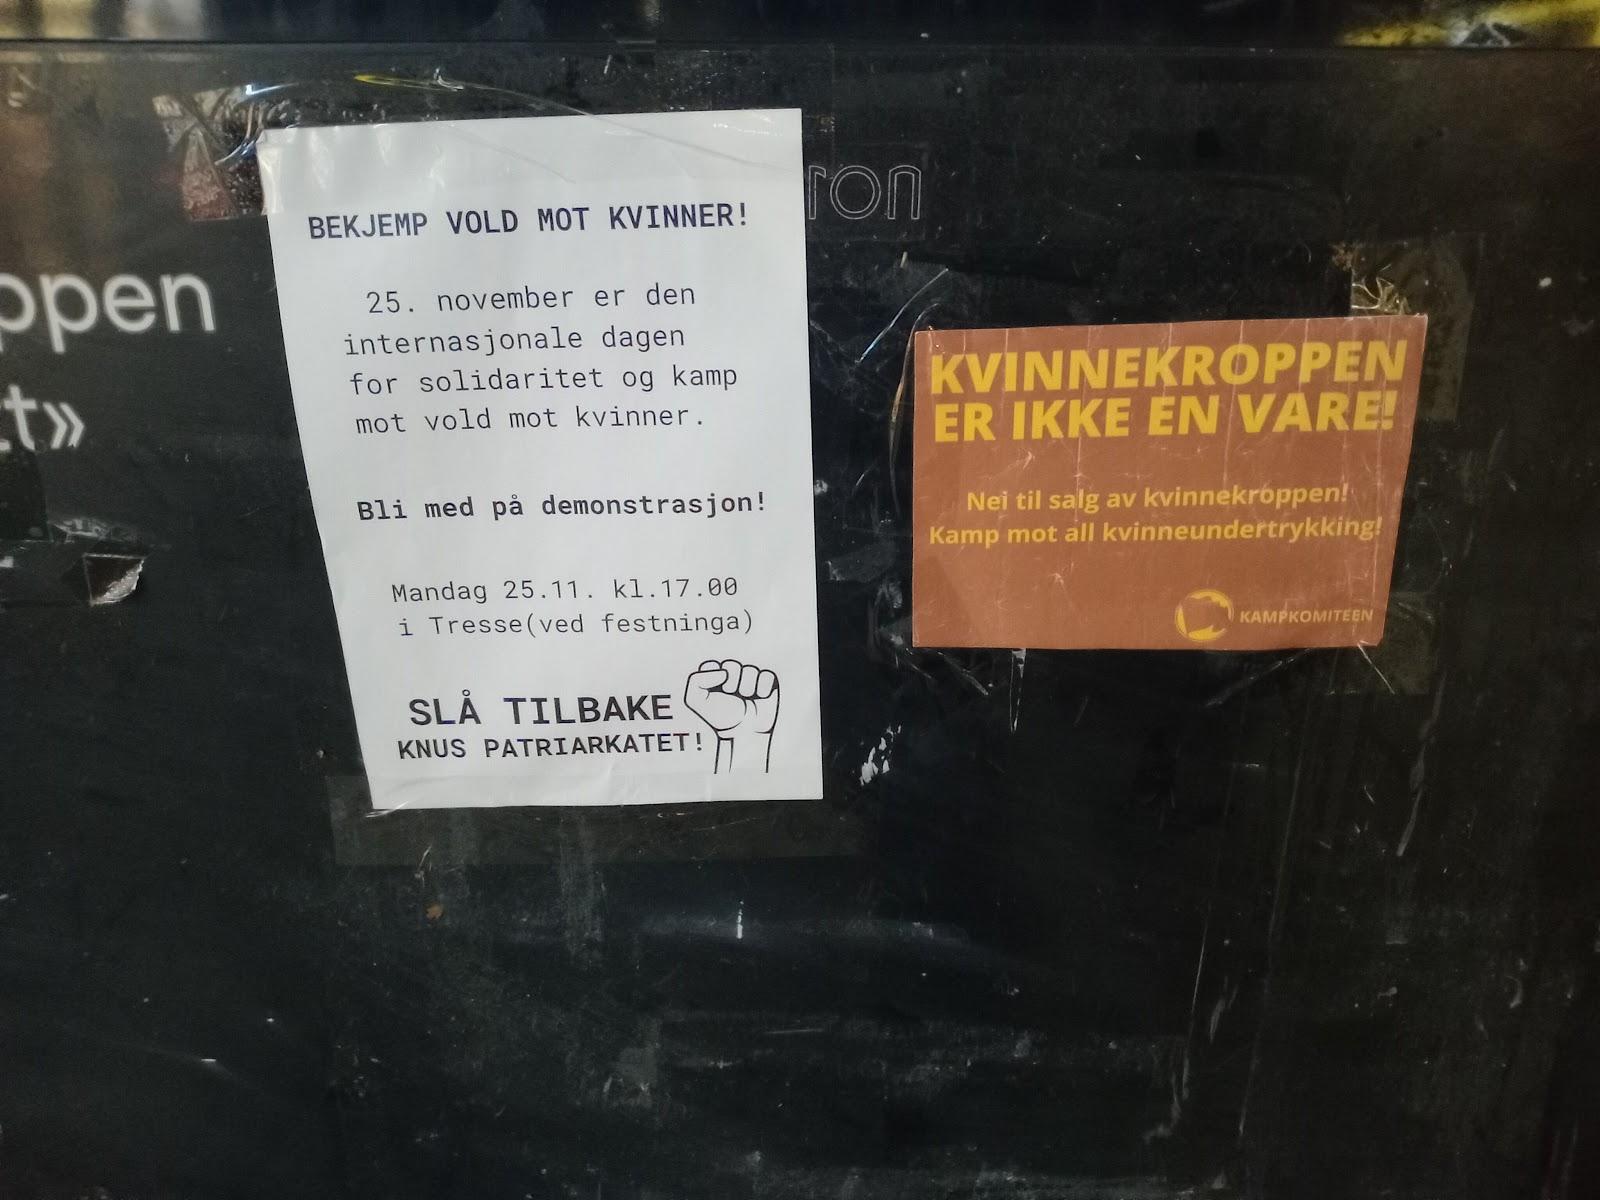 BEKJEMP VOLD MOT KVINNER!
25. november er den
internasjonale dagen
for solidaritet og kamp
mot vold mot kvinner.
Bli med på demonstrasjon!
Mandag 25.11. kl.17.00
i Tresse(ved festninga)
SLÅ TILBAKE
KNUS PATRIARKATET!
KVINNEKROPPEN
ER IKKE EN VARE!
Nei til salg av kvinnekroppen!
Kamp mot all kvinneundertrykking!
KAMPKOMITEEN